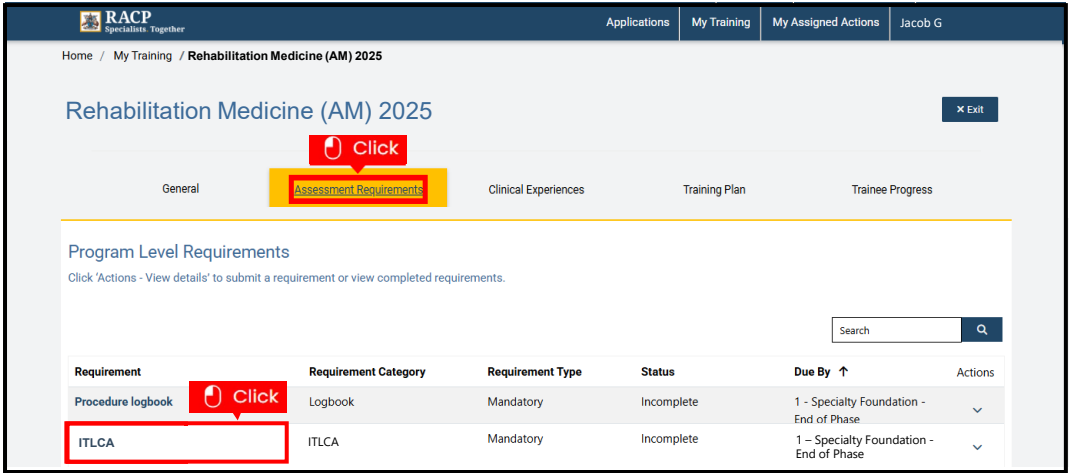 RACP
Specialists. Together
Applications
My Training
My Assigned Actions
Jacob G
Home / My Training / Rehabilitation Medicine (AM) 2025
Rehabilitation Medicine (AM) 2025
× Exit
Click
General
Assessment Requirements
Clinical Experiences
Training Plan
Trainee Progress
Program Level Requirements
Click 'Actions - View details' to submit a requirement or view completed requirements.
Search
Requirement
Requirement Category
Requirement Type
Status
Due By ↑
Actions
Click
Procedure logbook
Logbook
Mandatory
Incomplete
1 - Specialty Foundation -
End of Phase
ITLCA
ITLCA
Mandatory
Incomplete
1 – Specialty Foundation -
End of Phase